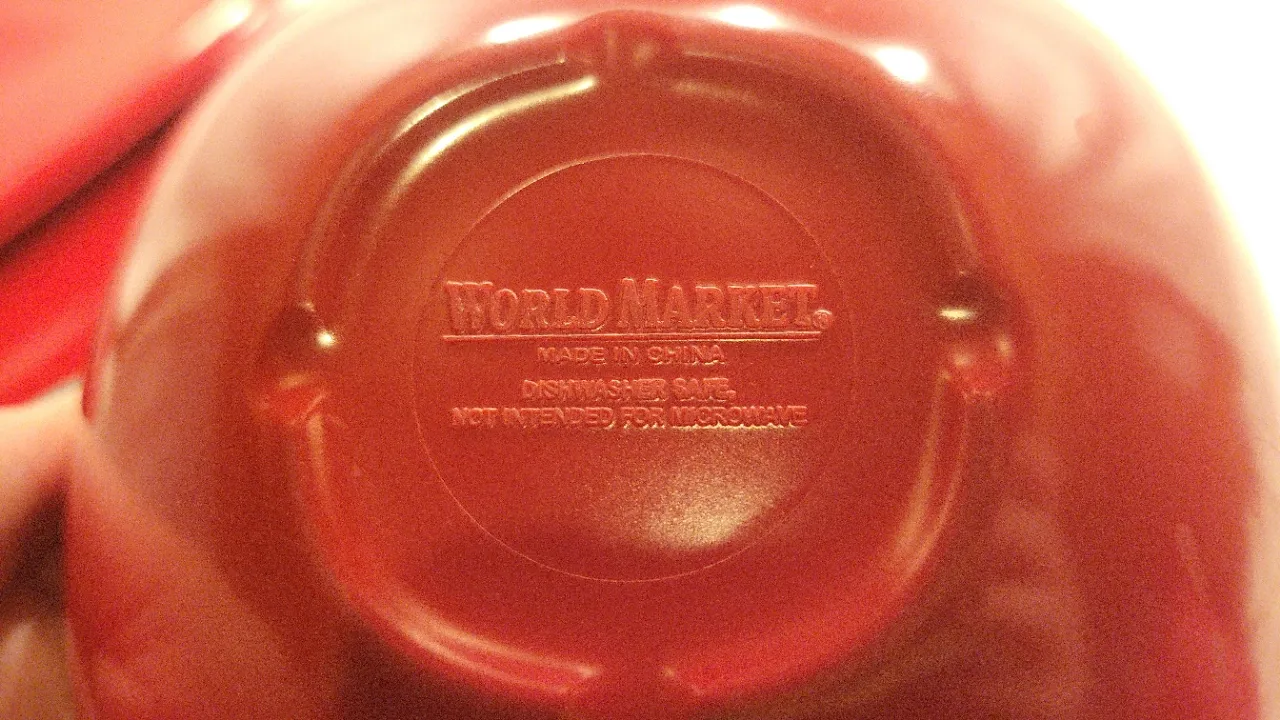 WORLD MARKET®
MADE IN CHINA
DISHWASHER SAFE.
NOT INTENDED FOR MICROWAVE